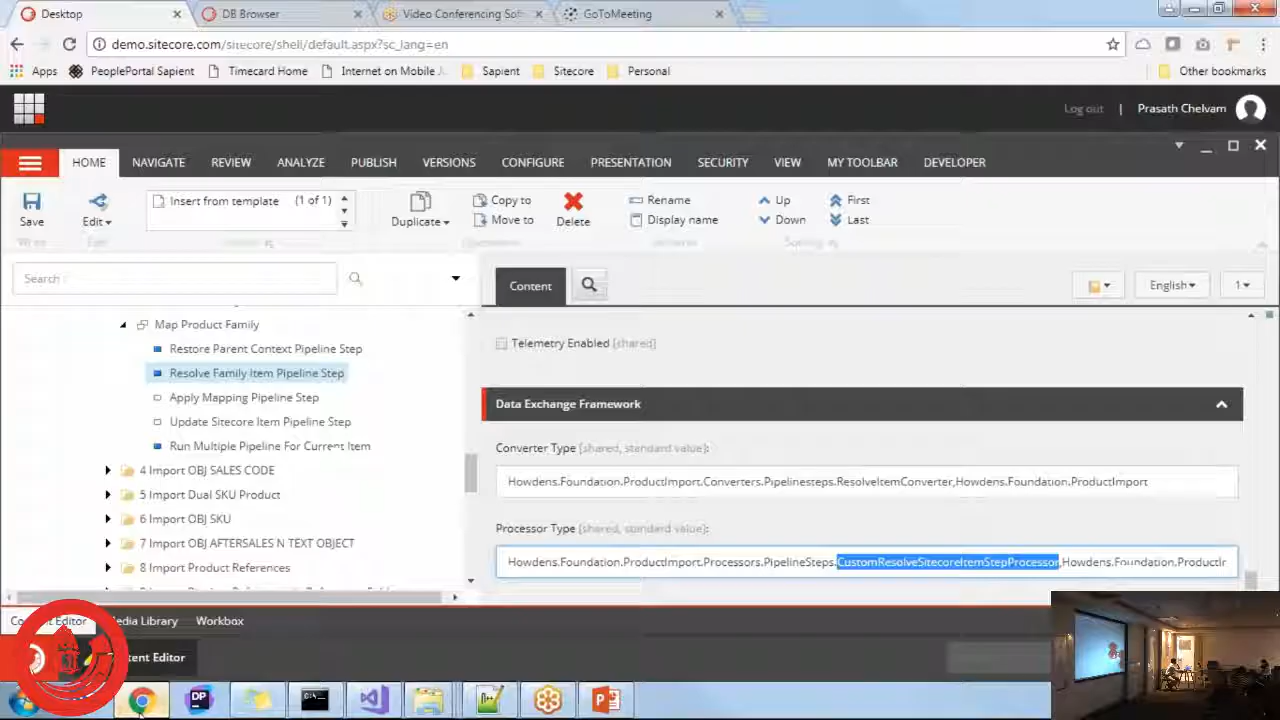 Desktop
DB Browser
Video Conferencing Sof
GoToMeeting
demo.sitecore.com/sitecore/shell/default.aspx?sc_lang=en
Apps
PeoplePortal Sapient
Timecard Home
Internet on Mobile
Sapient
Sitecore
Personal
Other bookmarks
Log out
Prasath Chelvam
HOME
NAVIGATE
REVIEW
ANALYZE
PUBLISH
VERSIONS
CONFIGURE
PRESENTATION
SECURITY
VIEW
MY TOOLBAR
DEVELOPER
Save
Edit
Insert from template (1 of 1)
Duplicate
Copy to
Move to
Delete
Rename
Display name
Up
Down
First
Last
Search
Content
English
1
Map Product Family
Restore Parent Context Pipeline Step
Resolve Family Item Pipeline Step
Apply Mapping Pipeline Step
Update Sitecore Item Pipeline Step
Run Multiple Pipeline For Current Item
4 Import OBJ SALES CODE
5 Import Dual SKU Product
6 Import OBJ SKU
7 Import OBJ AFTERSALES N TEXT OBJECT
8 Import Product References
Telemetry Enabled [shared]
Data Exchange Framework
Converter Type [shared, standard value]:
Howdens.Foundation.ProductImport.Converters.Pipelinesteps.ResolveItemConverter,Howdens.Foundation.ProductImport
Processor Type [shared, standard value]:
Howdens.Foundation.ProductImport.Processors.PipelineSteps.CustomResolveSitecoreItemStepProcessor,Howdens.Foundation.ProductIr
Editor
edia Library
Workbox
tent Editor
DP